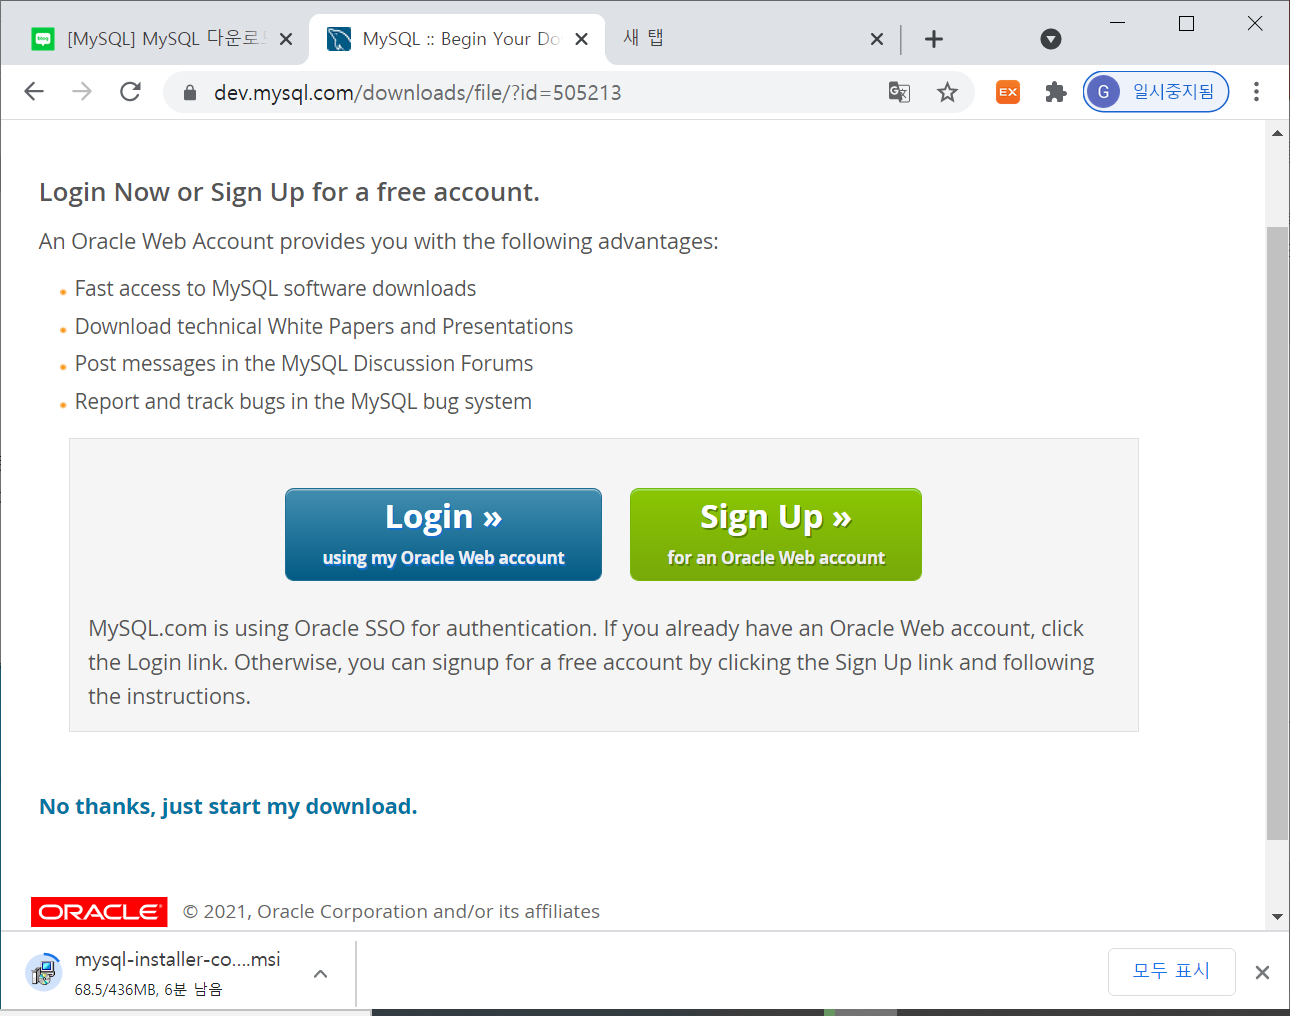 [MySQL] MySQL 다운로드
MySQL :: Begin Your Do
새 탭
dev.mysql.com/downloads/file/?id=505213
EX
G 일시중지됨
Login Now or Sign Up for a free account.
An Oracle Web Account provides you with the following advantages:
Fast access to MySQL software downloads
Download technical White Papers and Presentations
Post messages in the MySQL Discussion Forums
Report and track bugs in the MySQL bug system
Login »
using my Oracle Web account
Sign Up »
for an Oracle Web account
MySQL.com is using Oracle SSO for authentication. If you already have an Oracle Web account, click
the Login link. Otherwise, you can signup for a free account by clicking the Sign Up link and following
the instructions.
No thanks, just start my download.
ORACLE © 2021, Oracle Corporation and/or its affiliates
mysql-installer-co....msi
68.5/436MB, 6분 남음
모두 표시